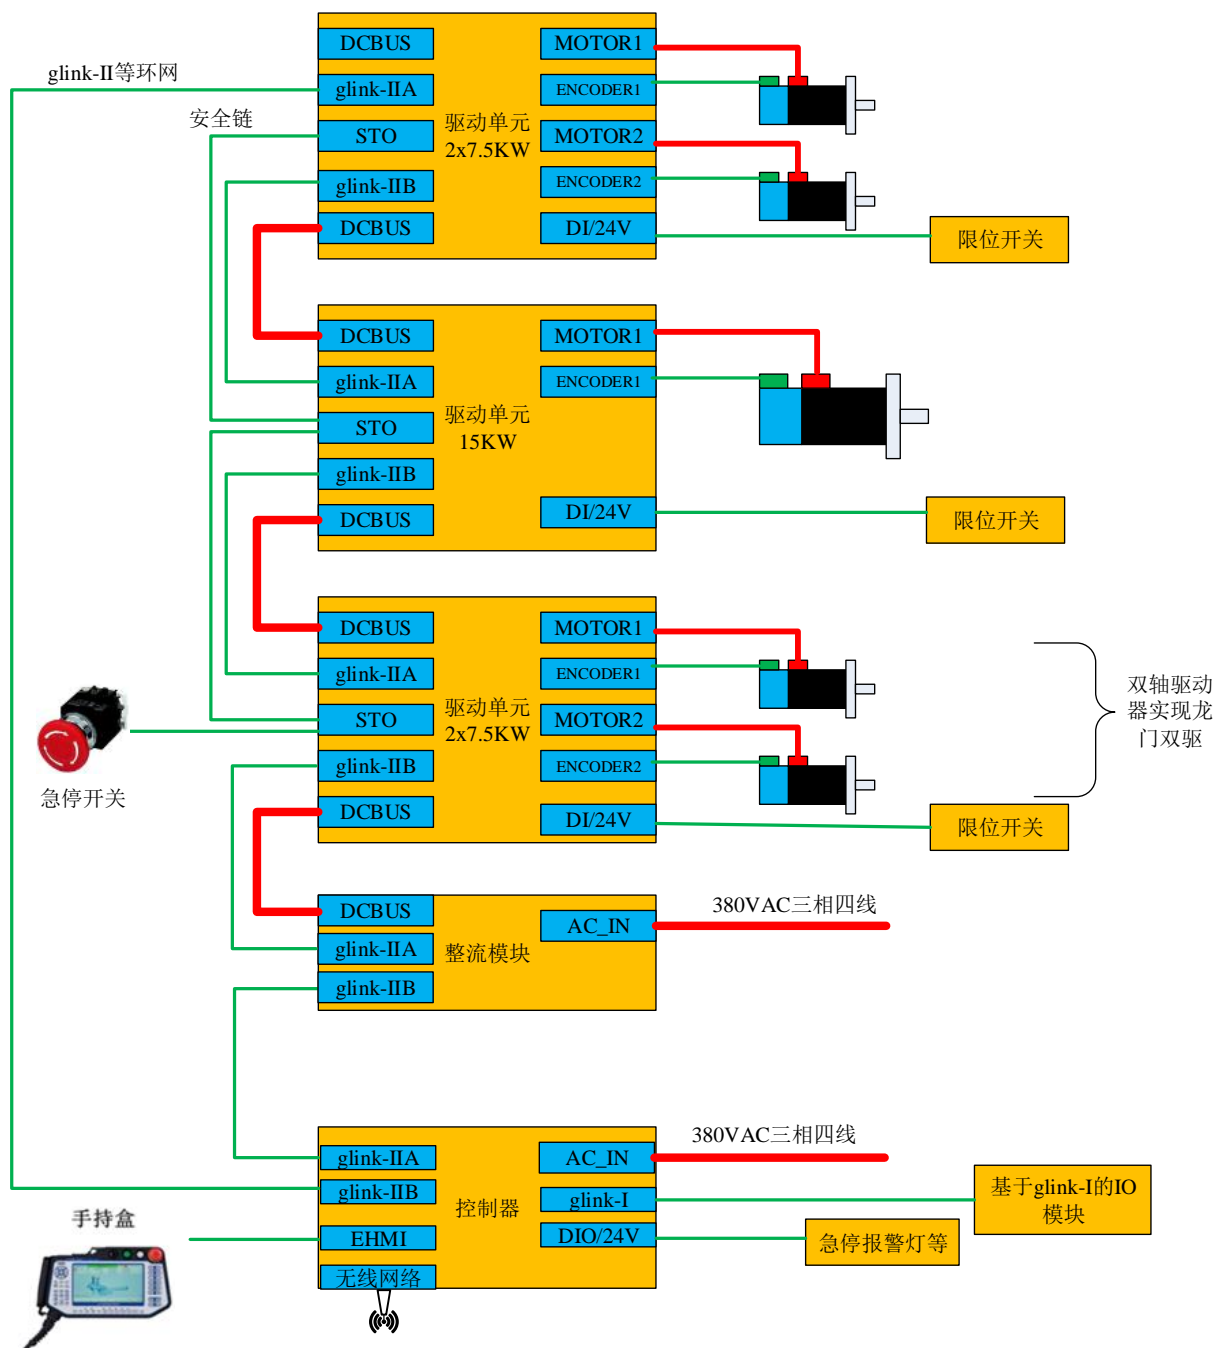 glink-II等环网
安全链
DCBUS
glink-IIA
STO
glink-IIB
DCBUS
驱动单元
2x7.5KW
MOTOR1
ENCODER1
MOTOR2
ENCODER2
DI/24V
限位开关
DCBUS
glink-IIA
STO
glink-IIB
DCBUS
驱动单元
15KW
MOTOR1
ENCODER1
DI/24V
限位开关
DCBUS
glink-IIA
STO
glink-IIB
DCBUS
驱动单元
2x7.5KW
MOTOR1
ENCODER1
MOTOR2
ENCODER2
DI/24V
限位开关
双轴驱动
器实现龙
门双驱
急停开关
DCBUS
glink-IIA
glink-IIB
整流模块
AC_IN
380VAC三相四线
glink-IIA
glink-IIB
EHMI
无线网络
控制器
AC_IN
glink-I
DIO/24V
380VAC三相四线
基于glink-I的IO
模块
急停报警灯等
手持盒